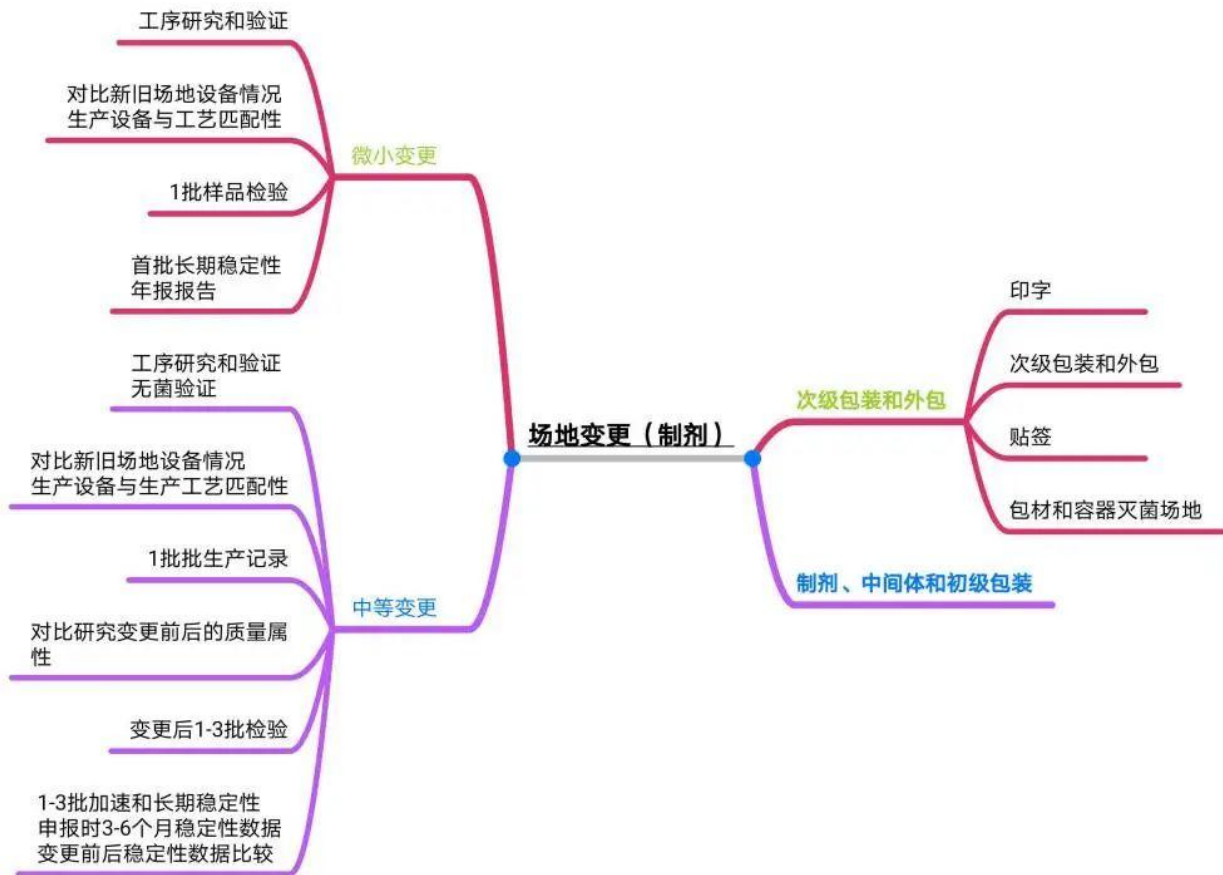 工序研究和验证
对比新旧场地设备情况
生产设备与工艺匹配性
微小变更
1批样品检验
首批长期稳定性
年报报告
工序研究和验证
无菌验证
对比新旧场地设备情况
生产设备与生产工艺匹配性
1批批生产记录
中等变更
对比研究变更前后的质量属
性
变更后1-3批检验
1-3批加速和长期稳定性
申报时3-6个月稳定性数据
变更前后稳定性数据比较
场地变更（制剂）
次级包装和外包
印字
次级包装和外包
贴签
包材和容器灭菌场地
制剂、中间体和初级包装